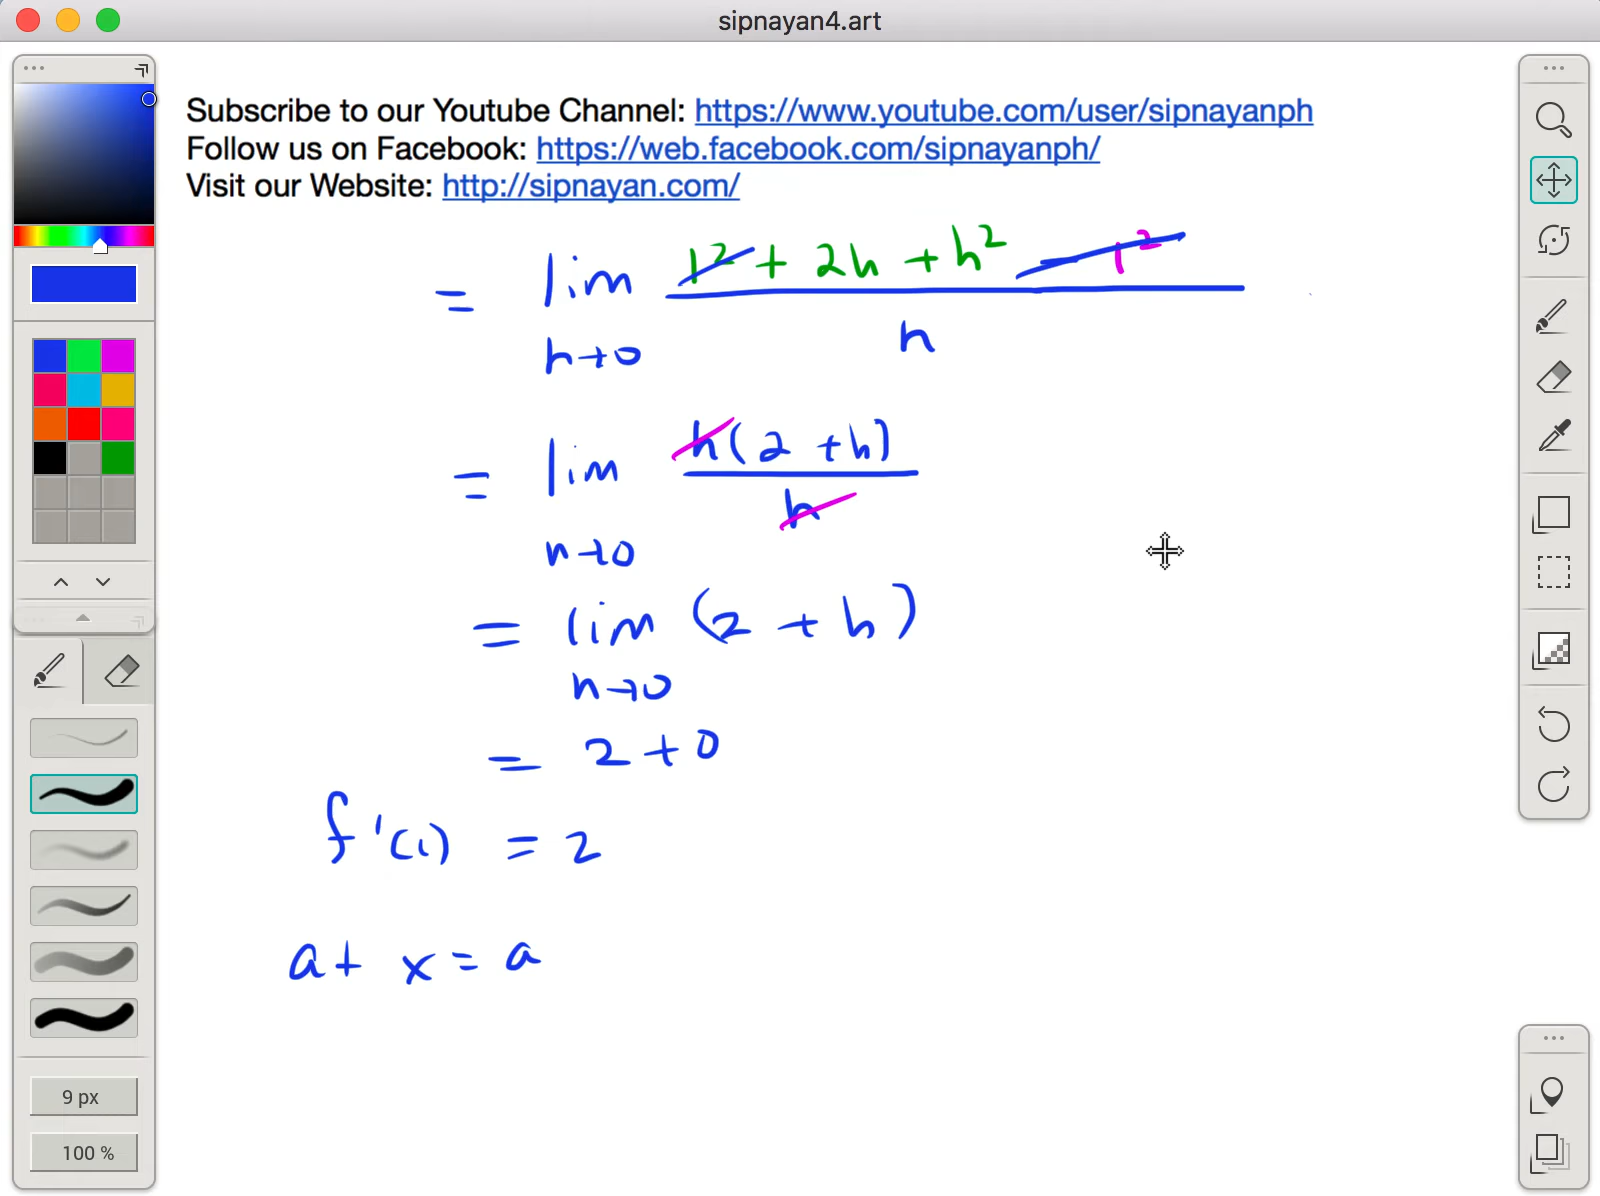 sipnayan4.art
Subscribe to our Youtube Channel: https://www.youtube.com/user/sipnayanph
Follow us on Facebook: https://web.facebook.com/sipnayanph/
Visit our Website: http://sipnayan.com/
= lim 1² + 2h + h² - 1²
h→0 h
= lim h(2 + h)
h→0 h
= lim (2 + h)
h→0
= 2 + 0
f'(1) = 2
at x = a
9 px
100 %